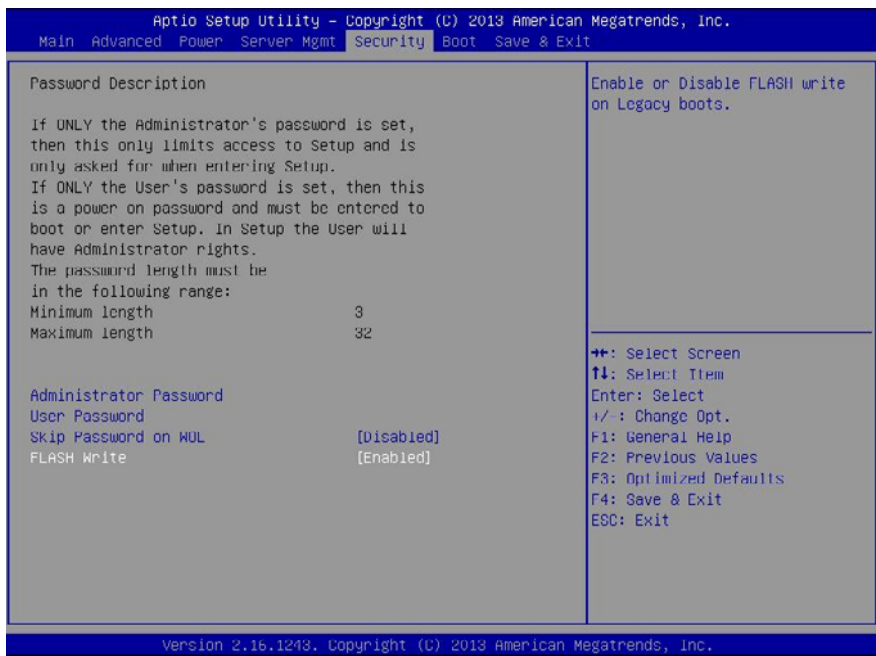 Aptio Setup Utility – Copyright (C) 2013 American Megatrends, Inc.
Main Advanced Power Server Mgmt Security Boot Save & Exit
Password Description
If ONLY the Administrator's password is set,
then this only limits access to Setup and is
only asked for when entering Setup.
If ONLY the User's password is set, then this
is a power on password and must be entered to
boot or enter Setup. In Setup the User will
have Administrator rights.
The password length must be
in the following range:
Minimum length 3
Maximum length 32
Administrator Password
User Password
Skip Password on WOL [Disabled]
FLASH Write [Enabled]
Enable or Disable FLASH write
on Legacy boots.
→←: Select Screen
↑↓: Select Item
Enter: Select
+/-: Change Opt.
F1: General Help
F2: Previous Values
F3: Optimized Defaults
F4: Save & Exit
ESC: Exit
Version 2.16.1243. Copyright (C) 2013 American Megatrends, Inc.